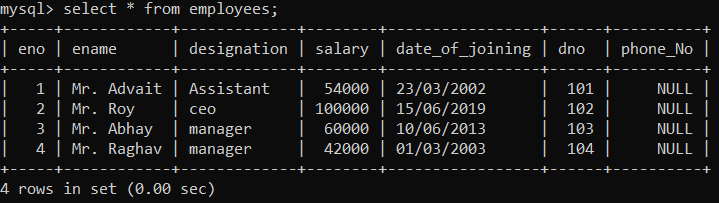 mysql> select * from employees;
+-----+------------+-------------+--------+-----------------+------+----------+
| eno | ename      | designation | salary | date_of_joining | dno  | phone_No |
+-----+------------+-------------+--------+-----------------+------+----------+
|   1 | Mr. Advait | Assistant   |  54000 | 23/03/2002      |  101 |     NULL |
|   2 | Mr. Roy    | ceo         | 100000 | 15/06/2019      |  102 |     NULL |
|   3 | Mr. Abhay  | manager     |  60000 | 10/06/2013      |  103 |     NULL |
|   4 | Mr. Raghav | manager     |  42000 | 01/03/2003      |  104 |     NULL |
+-----+------------+-------------+--------+-----------------+------+----------+
4 rows in set (0.00 sec)